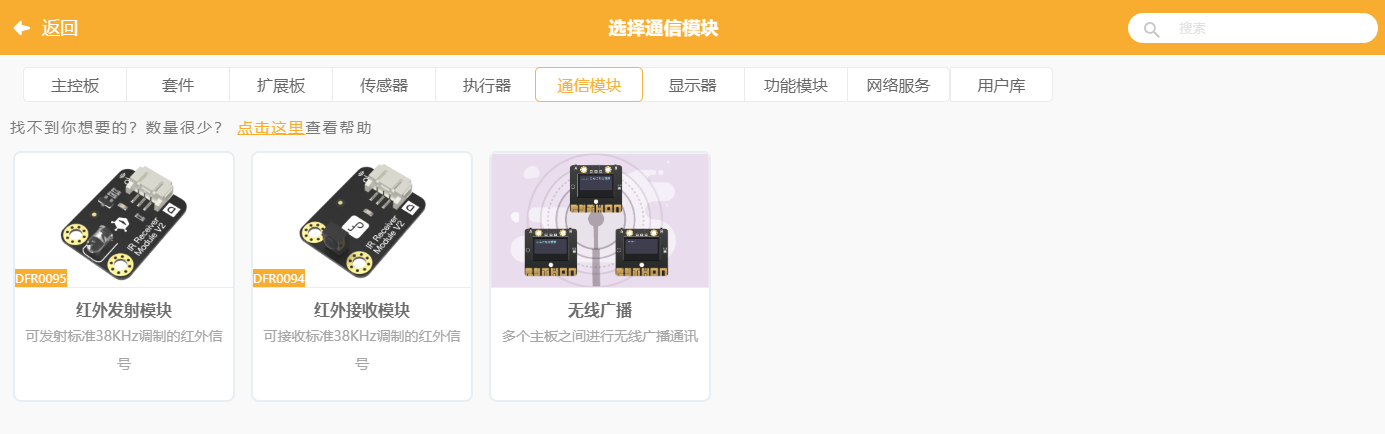 返回
选择通信模块
搜索
主控板 套件 扩展板 传感器 执行器 通信模块 显示器 功能模块 网络服务 用户库
找不到你想要的？数量很少？ 点击这里查看帮助
IR Receiver
Module V2
D
DFR0095
红外发射模块
可发射标准38KHz调制的红外信
号
IR Receiver
Module V2
D
DFR0094
红外接收模块
可接收标准38KHz调制的红外信
号
无线广播
多个主板之间进行无线广播通讯